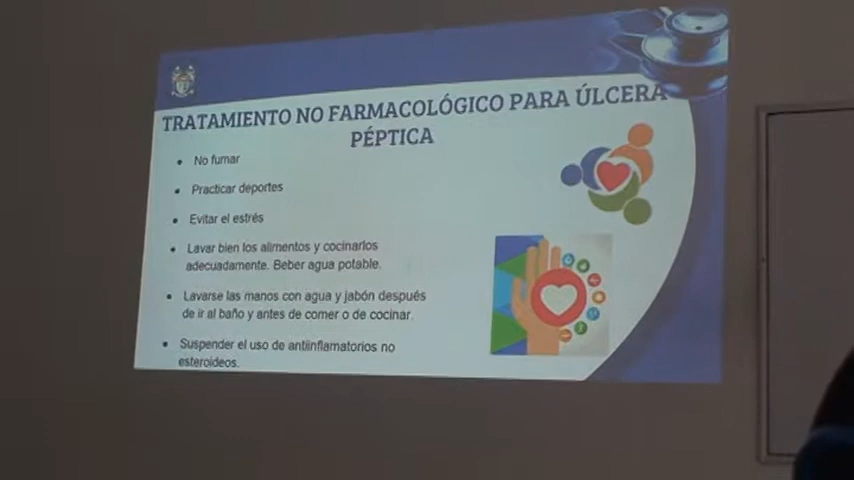 TRATAMIENTO NO FARMACOLÓGICO PARA ÚLCERA
PÉPTICA
• No fumar
• Practicar deportes
• Evitar el estrés
• Lavar bien los alimentos y cocinarlos
adecuadamente. Beber agua potable.
• Lavarse las manos con agua y jabón después
de ir al baño y antes de comer o de cocinar.
• Suspender el uso de antiinflamatorios no
esteroideos.